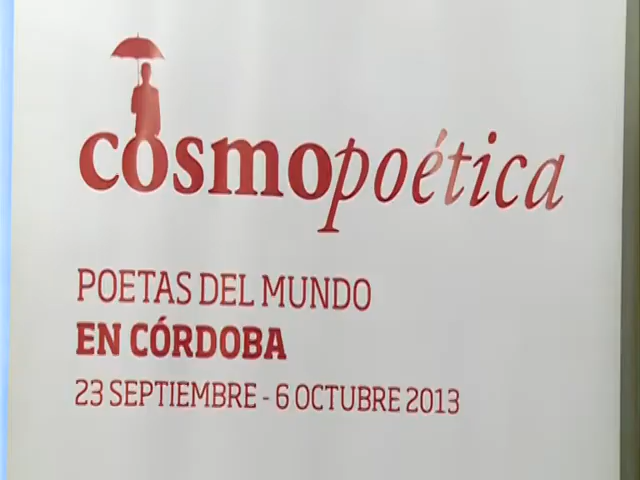 cosmopoética
POETAS DEL MUNDO
EN CÓRDOBA
23 SEPTIEMBRE - 6 OCTUBRE 2013